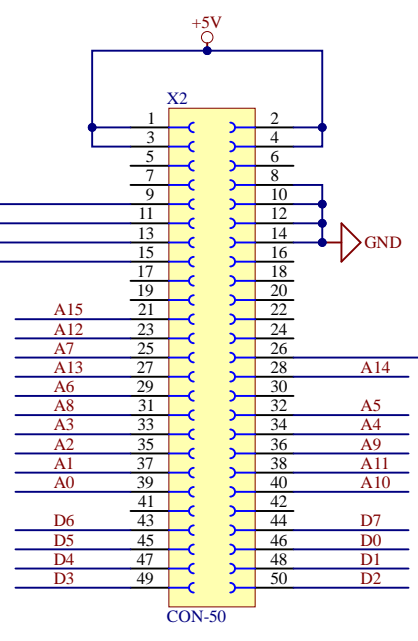 +5V
X2
1 2
3 4
5 6
7 8
9 10
11 12
13 14 GND
15 16
17 18
19 20
A15 21 22
A12 23 24
A7 25 26
A13 27 28 A14
A6 29 30
A8 31 32 A5
A3 33 34 A4
A2 35 36 A9
A1 37 38 A11
A0 39 40 A10
41 42
D6 43 44 D7
D5 45 46 D0
D4 47 48 D1
D3 49 50 D2
CON-50